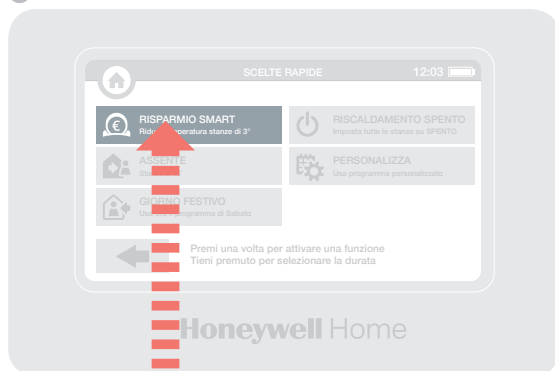 SCELTE RAPIDE 12:03
RISPARMIO SMART
temperatura stanze di 3°
RISCALDAMENTO SPENTO
Imposta tutte le stanze su SPENTO
ASSENTE
PERSONALIZZA
Usa programma personalizzato
GIORNO FESTIVO
programma di Sabato
Premi una volta per attivare una funzione
Tieni premuto per selezionare la durata
Honeywell Home